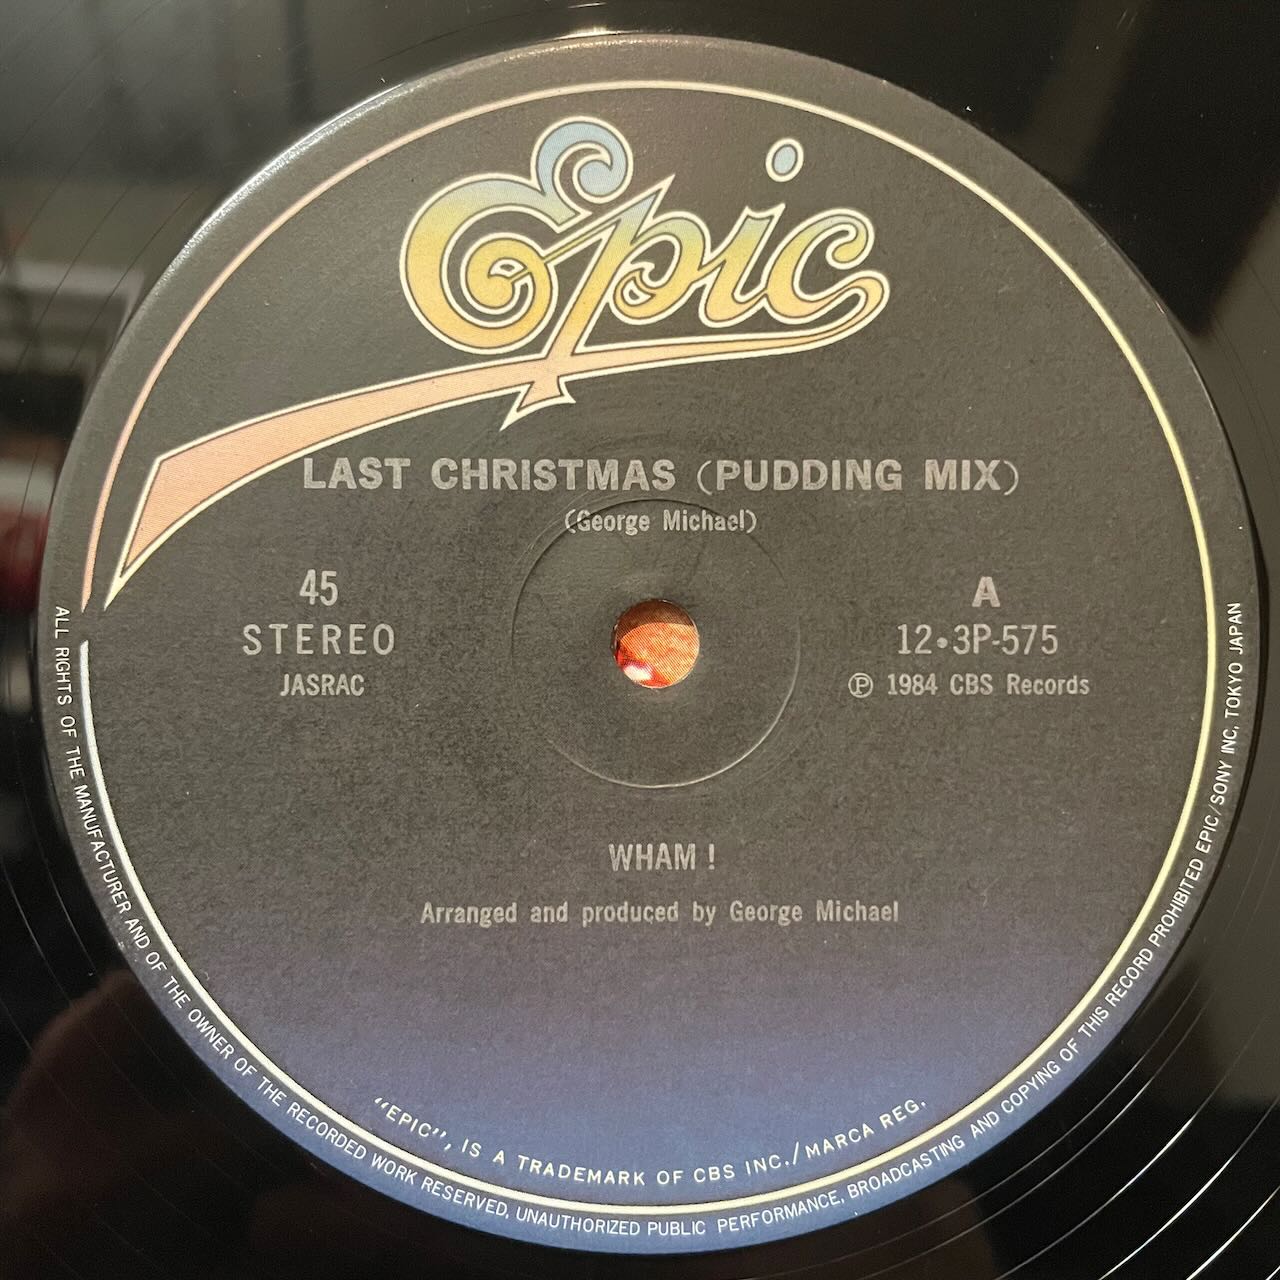 Epic
LAST CHRISTMAS (PUDDING MIX)
(George Michael)
45
STEREO
JASRAC
A
12•3P-575
℗ 1984 CBS Records
WHAM !
Arranged and produced by George Michael
“EPIC”, IS A TRADEMARK OF CBS INC./MARCA REG.
ALL RIGHTS OF THE MANUFACTURER AND OF THE OWNER OF THE RECORDED WORK RESERVED, UNAUTHORIZED PUBLIC PERFORMANCE, BROADCASTING AND COPYING OF THIS RECORD PROHIBITED EPIC/SONY INC, TOKYO JAPAN